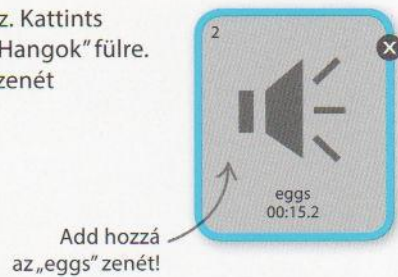 z. Kattints
Hangok” fülre.
zenét
2
eggs
00:15.2
Add hozzá
az „eggs” zenét!